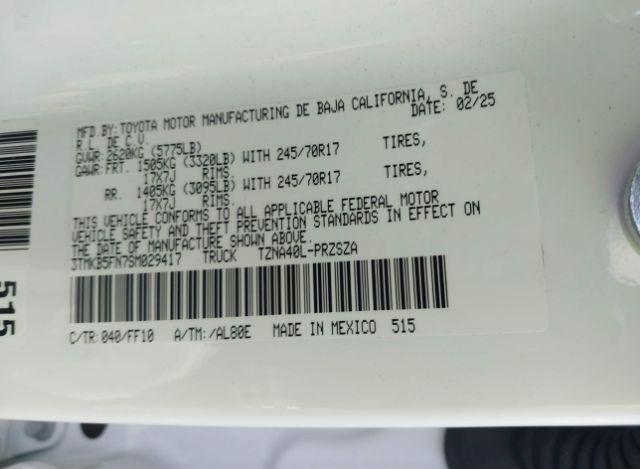 MFD.BY:TOYOTA MOTOR MANUFACTURING DE BAJA CALIFORNIA, S. DE
R.L. DE C.V. DATE: 02/25
GVWR:2620KG (5775LB)
GAWR:FRT. 1505KG (3320LB) WITH 245/70R17 TIRES,
17X7J RIMS.
RR. 1405KG (3095LB) WITH 245/70R17 TIRES,
17X7J RIMS.
THIS VEHICLE CONFORMS TO ALL APPLICABLE FEDERAL MOTOR
VEHICLE SAFETY AND THEFT PREVENTION STANDARDS IN EFFECT ON
THE DATE OF MANUFACTURE SHOWN ABOVE.
3TMKB5FN7SM029417 TRUCK TZNA40L-PRZSZA
C/TR:040/FF10 A/TM:/AL80E MADE IN MEXICO 515
515